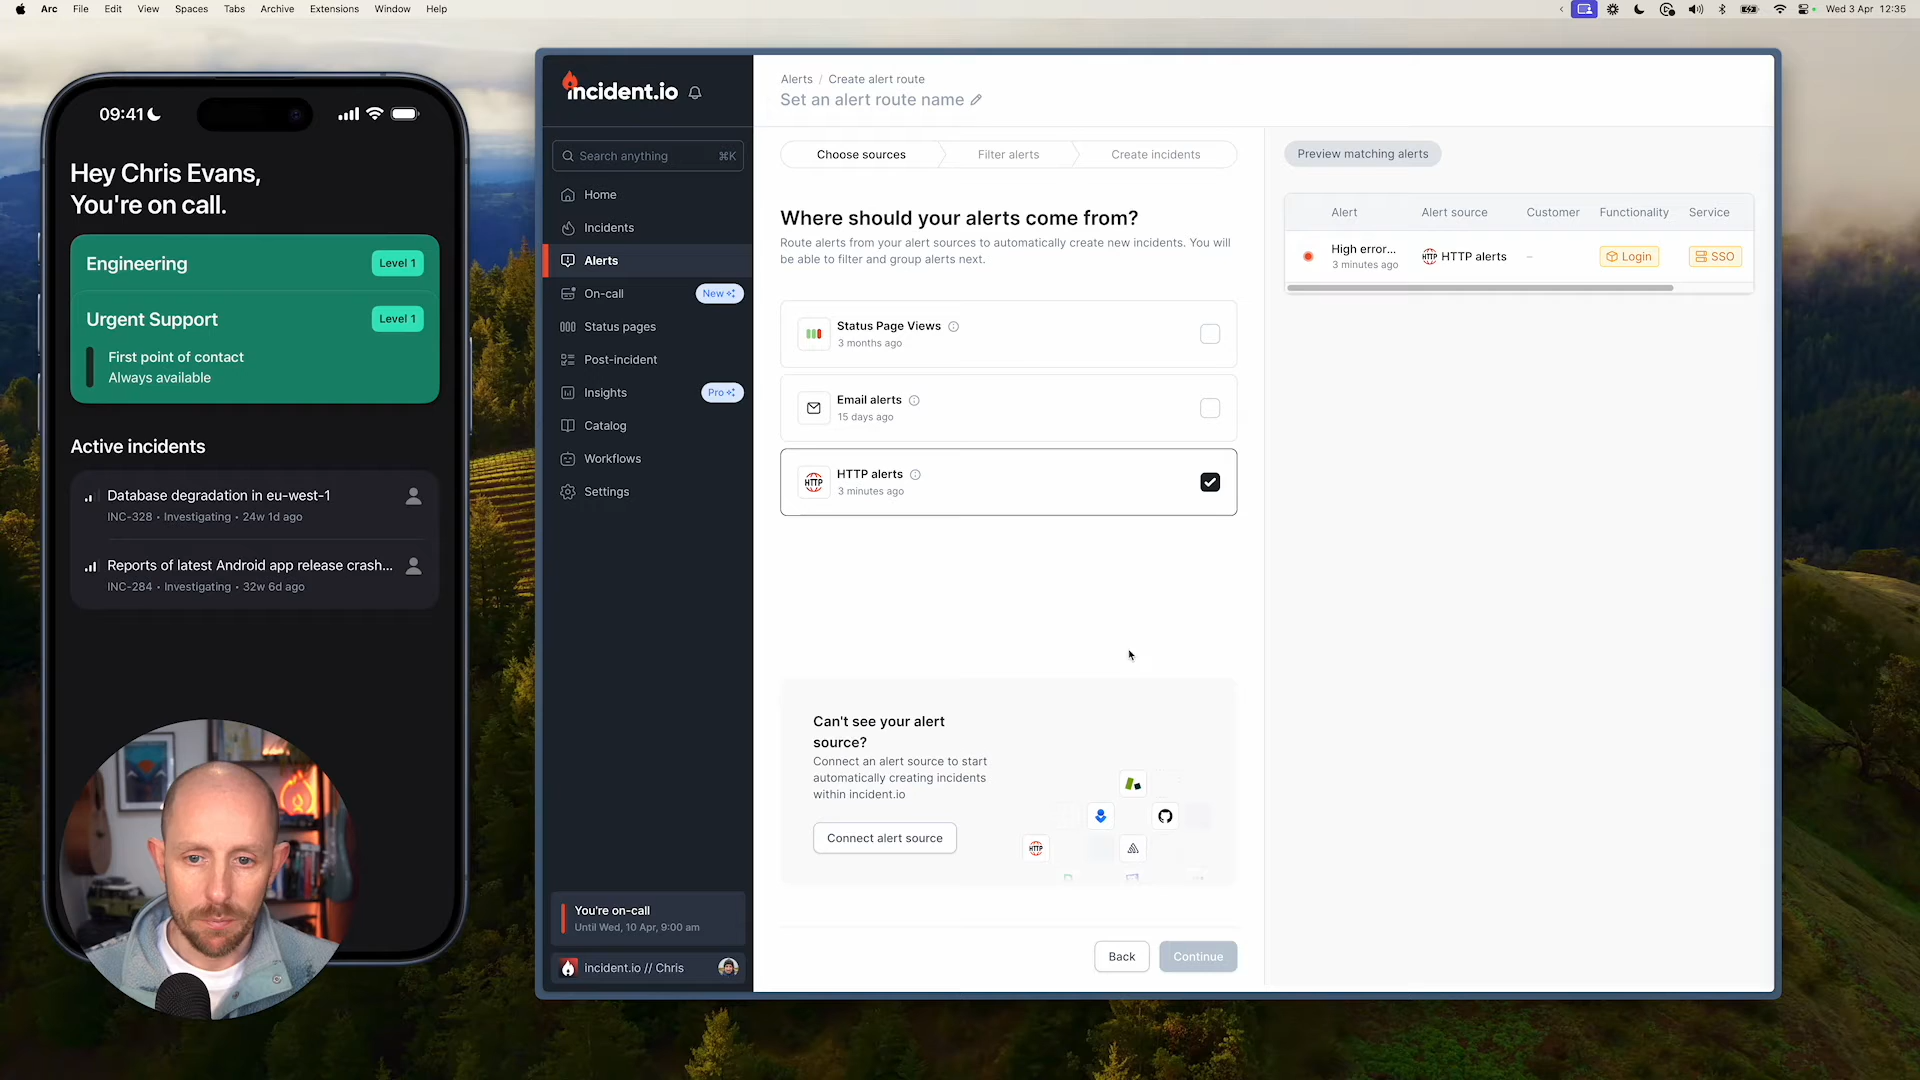 Arc File Edit View Spaces Tabs Archive Extensions Window Help
Wed 3 Apr 12:35
09:41
Hey Chris Evans,
You're on call.
Engineering
Level 1
Urgent Support
Level 1
First point of contact
Always available
Active incidents
Database degradation in eu-west-1
INC-328 • Investigating • 24w 1d ago
Reports of latest Android app release crash...
INC-284 • Investigating • 32w 6d ago
incident.io
Search anything ⌘K
Home
Incidents
Alerts
On-call New
Status pages
Post-incident
Insights Pro
Catalog
Workflows
Settings
You're on-call
Until Wed, 10 Apr, 9:00 am
incident.io // Chris
Alerts / Create alert route
Set an alert route name
Choose sources
Filter alerts
Create incidents
Where should your alerts come from?
Route alerts from your alert sources to automatically create new incidents. You will
be able to filter and group alerts next.
Status Page Views
3 months ago
Email alerts
15 days ago
HTTP
HTTP alerts
3 minutes ago
Can't see your alert
source?
Connect an alert source to start
automatically creating incidents
within incident.io
Connect alert source
HTTP
Back
Continue
Preview matching alerts
Alert Alert source Customer Functionality Service
High error...
3 minutes ago
HTTP HTTP alerts
–
Login
SSO